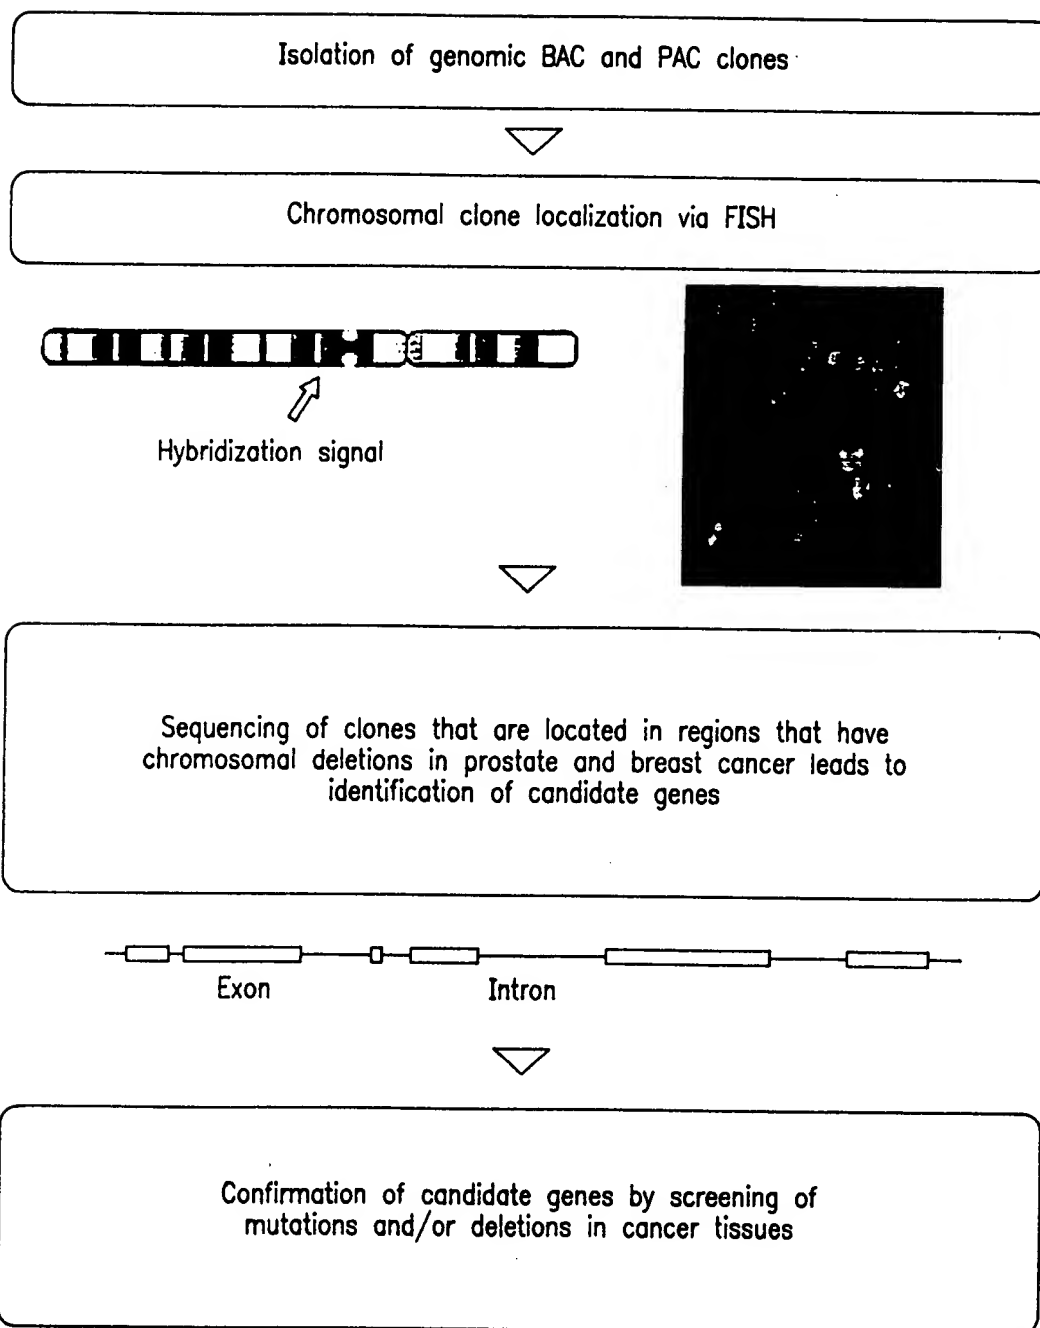 Isolation of genomic BAC and PAC clones
Chromosomal clone localization via FISH
Hybridization signal
Sequencing of clones that are located in regions that have
chromosomal deletions in prostate and breast cancer leads to
identification of candidate genes
Exon
Intron
Confirmation of candidate genes by screening of
mutations and/or deletions in cancer tissues